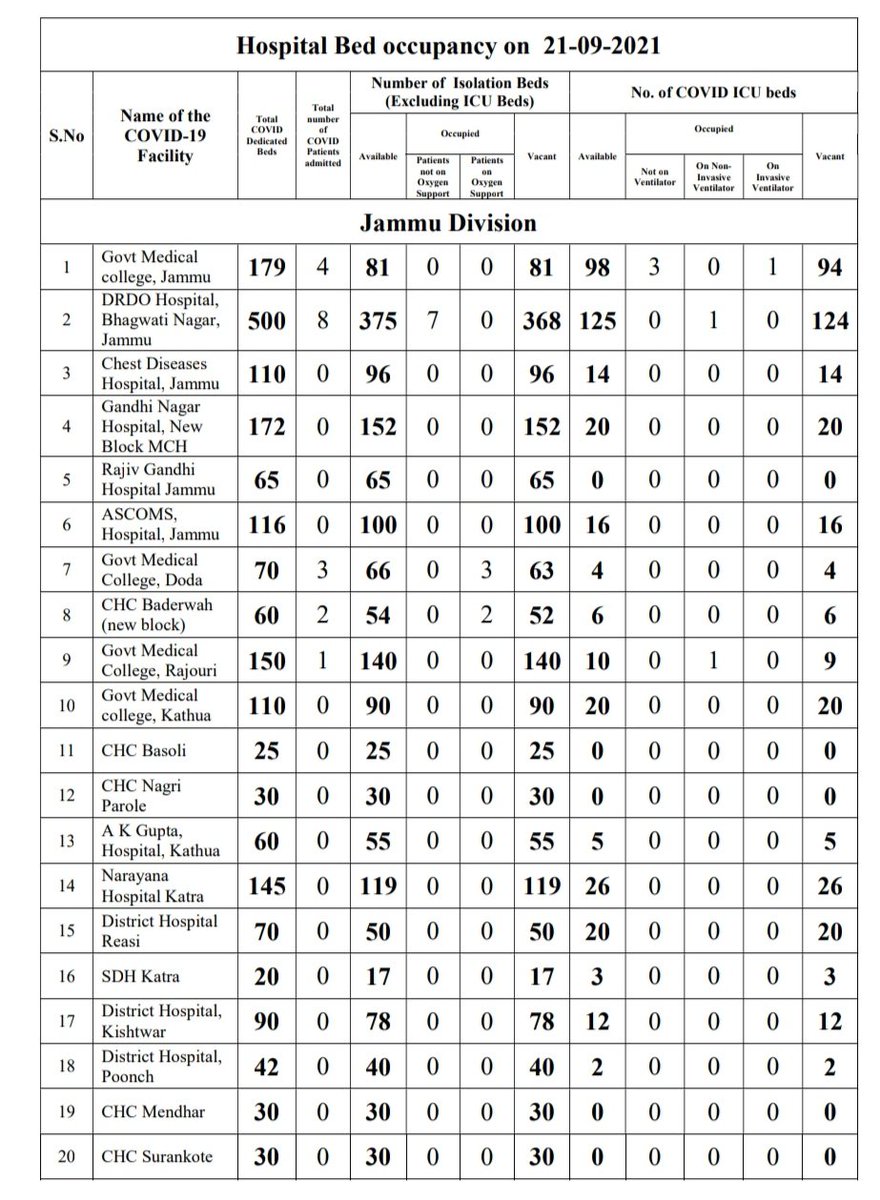 Hospital Bed occupancy on 21-09-2021
S.No
Name of the
COVID-19
Facility
Total
COVID
Dedicated
Beds
Total
number
of
COVID
Patients
admitted
Number of Isolation Beds
(Excluding ICU Beds)
Available
Occupied
Patients
not on
Oxygen
Support
Patients
on
Oxygen
Support
Vacant
No. of COVID ICU beds
Available
Occupied
Not on
Ventilator
On Non-
Invasive
Ventilator
On
Invasive
Ventilator
Vacant
Jammu Division
1 Govt Medical
college, Jammu 179 4 81 0 0 81 98 3 0 1 94
2 DRDO Hospital,
Bhagwati Nagar,
Jammu 500 8 375 7 0 368 125 0 1 0 124
3 Chest Diseases
Hospital, Jammu 110 0 96 0 0 96 14 0 0 0 14
4 Gandhi Nagar
Hospital, New
Block MCH 172 0 152 0 0 152 20 0 0 0 20
5 Rajiv Gandhi
Hospital Jammu 65 0 65 0 0 65 0 0 0 0 0
6 ASCOMS,
Hospital, Jammu 116 0 100 0 0 100 16 0 0 0 16
7 Govt Medical
College, Doda 70 3 66 0 3 63 4 0 0 0 4
8 CHC Baderwah
(new block) 60 2 54 0 2 52 6 0 0 0 6
9 Govt Medical
College, Rajouri 150 1 140 0 0 140 10 0 1 0 9
10 Govt Medical
college, Kathua 110 0 90 0 0 90 20 0 0 0 20
11 CHC Basoli 25 0 25 0 0 25 0 0 0 0 0
12 CHC Nagri
Parole 30 0 30 0 0 30 0 0 0 0 0
13 A K Gupta,
Hospital, Kathua 60 0 55 0 0 55 5 0 0 0 5
14 Narayana
Hospital Katra 145 0 119 0 0 119 26 0 0 0 26
15 District Hospital
Reasi 70 0 50 0 0 50 20 0 0 0 20
16 SDH Katra 20 0 17 0 0 17 3 0 0 0 3
17 District Hospital,
Kishtwar 90 0 78 0 0 78 12 0 0 0 12
18 District Hospital,
Poonch 42 0 40 0 0 40 2 0 0 0 2
19 CHC Mendhar 30 0 30 0 0 30 0 0 0 0 0
20 CHC Surankote 30 0 30 0 0 30 0 0 0 0 0